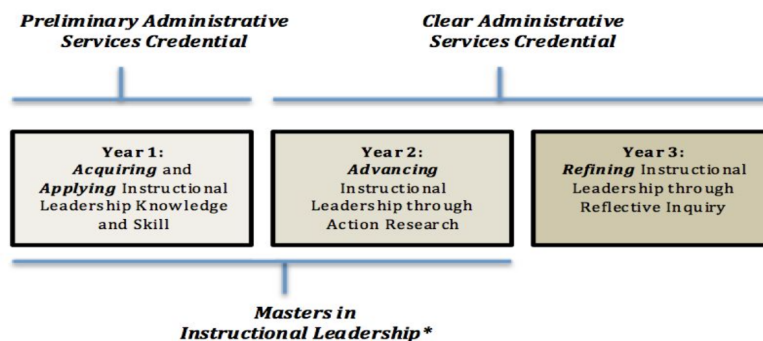 Preliminary Administrative
Services Credential
Clear Administrative
Services Credential
Year 1:
Acquiring and
Applying Instructional
Leadership Knowledge
and Skill
Year 2:
Advancing
Instructional
Leadership through
Action Research
Year 3:
Refining Instructional
Leadership through
Reflective Inquiry
Masters in
Instructional Leadership*